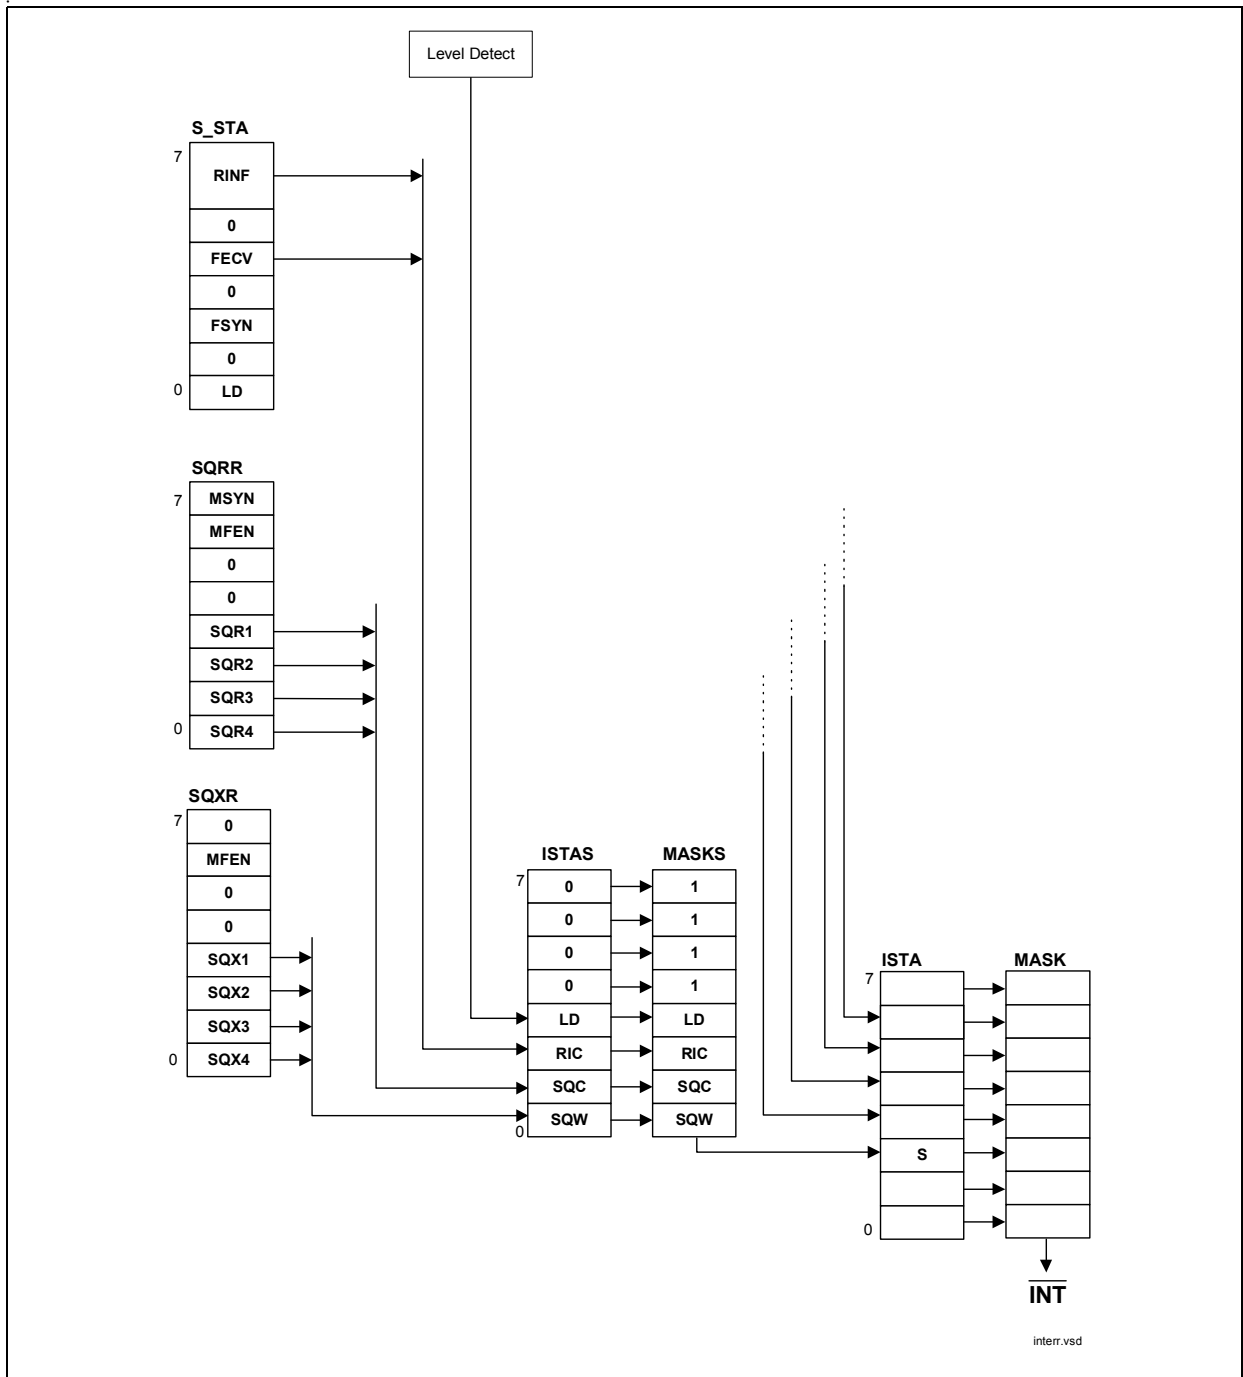 Level Detect
S_STA
7
RINF
0
FECV
0
FSYN
0
0 LD
SQRR
7 MSYN
MFEN
0
0
SQR1
SQR2
SQR3
0 SQR4
SQXR
7 0
MFEN
0
0
SQX1
SQX2
SQX3
0 SQX4
ISTAS MASKS
7 0 1
0 1
0 1
0 1
LD LD
RIC RIC
SQC SQC
0 SQW SQW
ISTA MASK
7
S
0
INT
interr.vsd